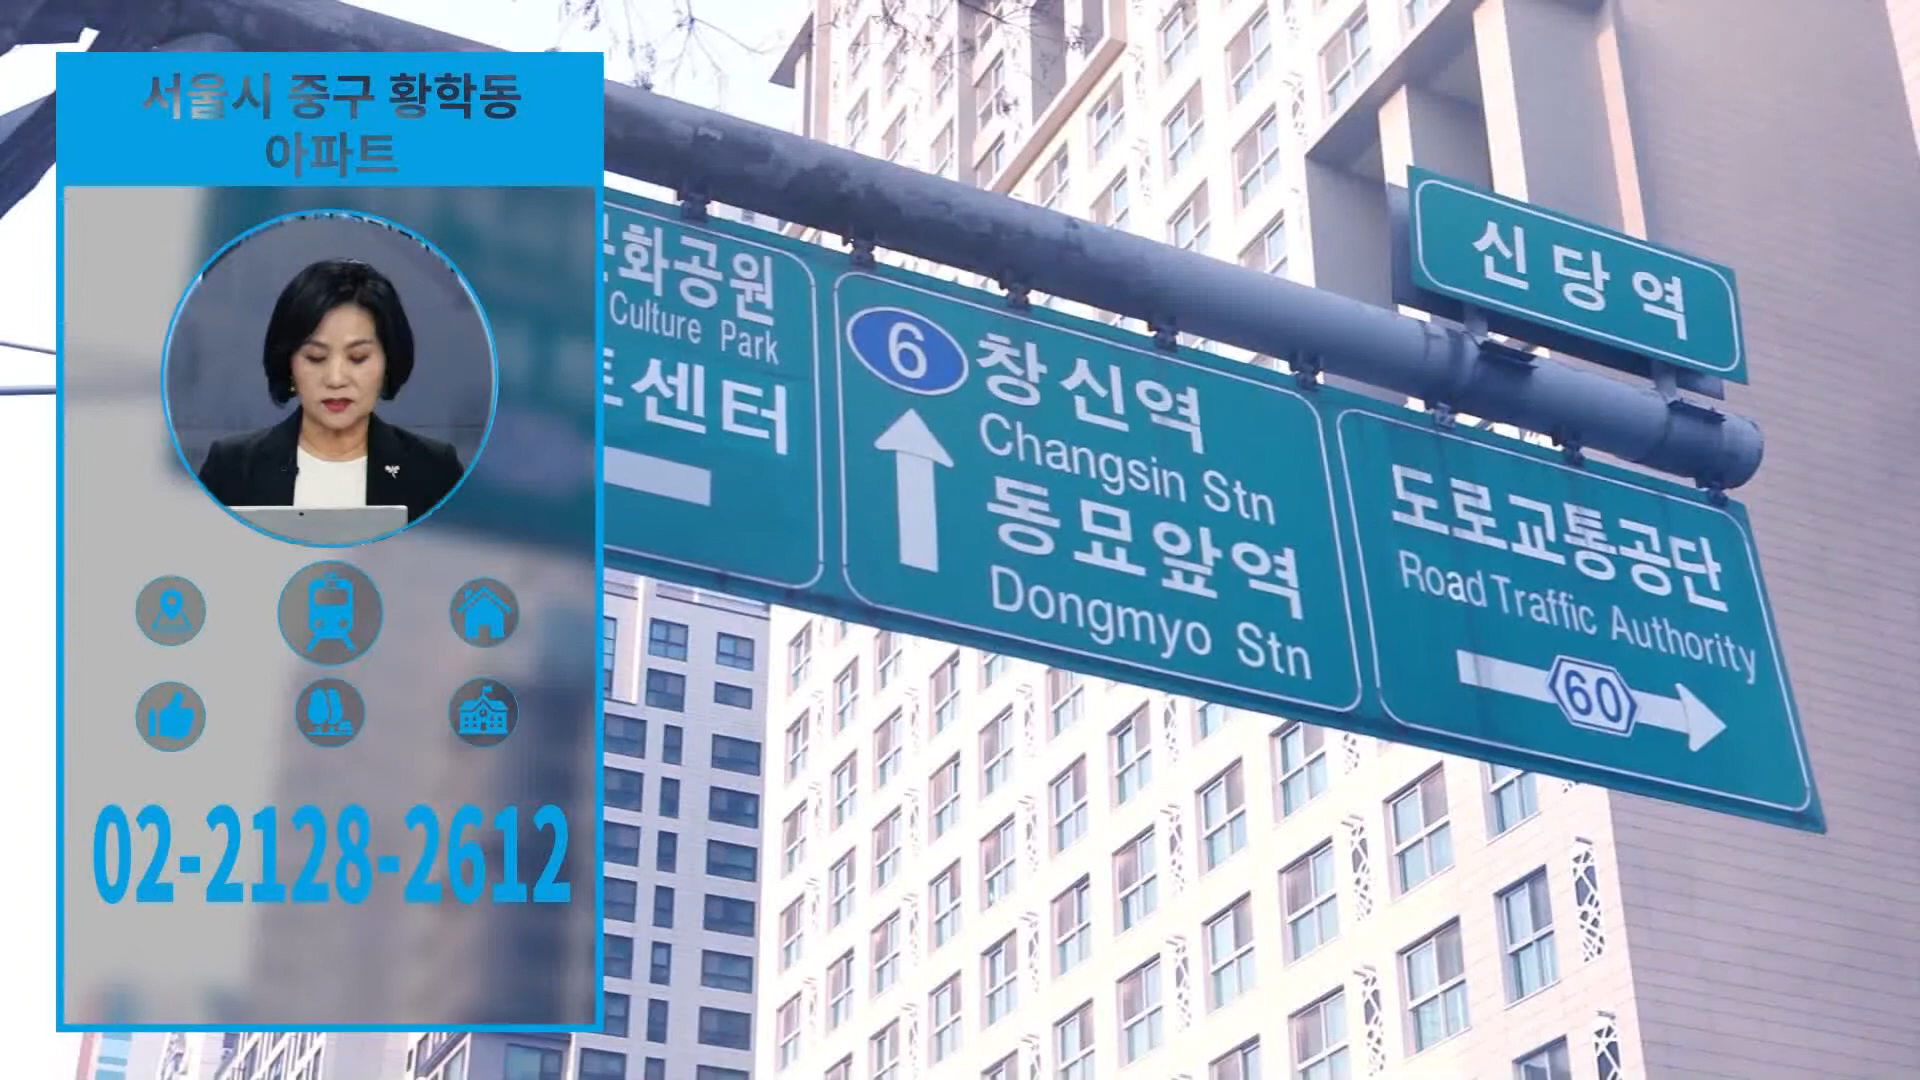 서울시 중구 황학동
아파트
02-2128-2612
화공원
Culture Park
센터
6
창신역
Changsin Stn
동묘앞역
Dongmyo Stn
신당역
도로교통공단
Road Traffic Authority
60